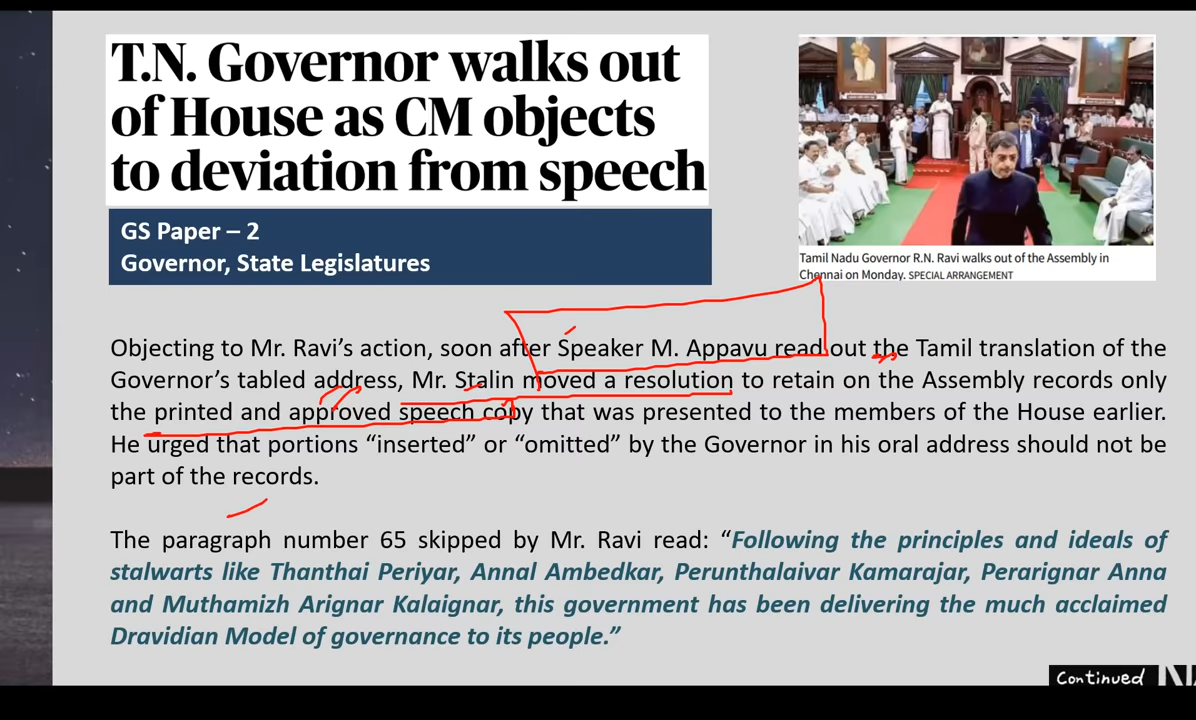 T.N. Governor walks out
of House as CM objects
to deviation from speech
GS Paper – 2
Governor, State Legislatures
Tamil Nadu Governor R.N. Ravi walks out of the Assembly in
Chennai on Monday. SPECIAL ARRANGEMENT
Objecting to Mr. Ravi's action, soon after Speaker M. Appavu read out the Tamil translation of the
Governor's tabled address, Mr. Stalin moved a resolution to retain on the Assembly records only
the printed and approved speech copy that was presented to the members of the House earlier.
He urged that portions “inserted” or “omitted” by the Governor in his oral address should not be
part of the records.
The paragraph number 65 skipped by Mr. Ravi read: “Following the principles and ideals of
stalwarts like Thanthai Periyar, Annal Ambedkar, Perunthalaivar Kamarajar, Perarignar Anna
and Muthamizh Arignar Kalaignar, this government has been delivering the much acclaimed
Dravidian Model of governance to its people.”
Continued